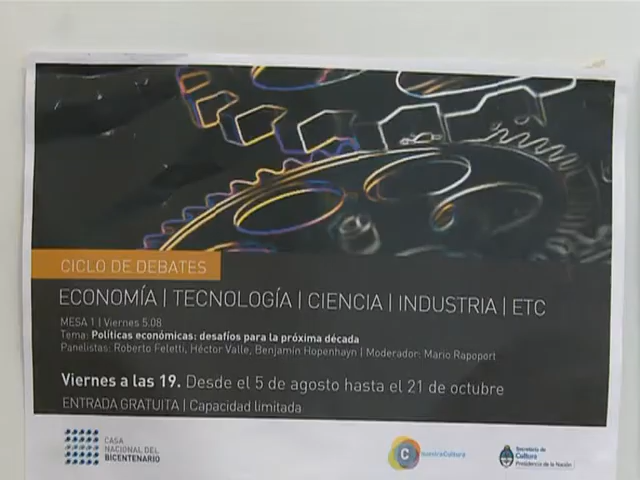 CICLO DE DEBATES
ECONOMÍA | TECNOLOGÍA | CIENCIA | INDUSTRIA | ETC
MESA 1 | Viernes 5.08
Tema: Políticas económicas: desafíos para la próxima década
Panelistas: Roberto Feletti, Héctor Valle, Benjamín Hopenhayn | Moderador: Mario Rapoport
Viernes a las 19. Desde el 5 de agosto hasta el 21 de octubre
ENTRADA GRATUITA | Capacidad limitada
CASA
NACIONAL DEL
BICENTENARIO
C NuestraCultura
Secretaría de
Cultura
Presidencia de la Nación